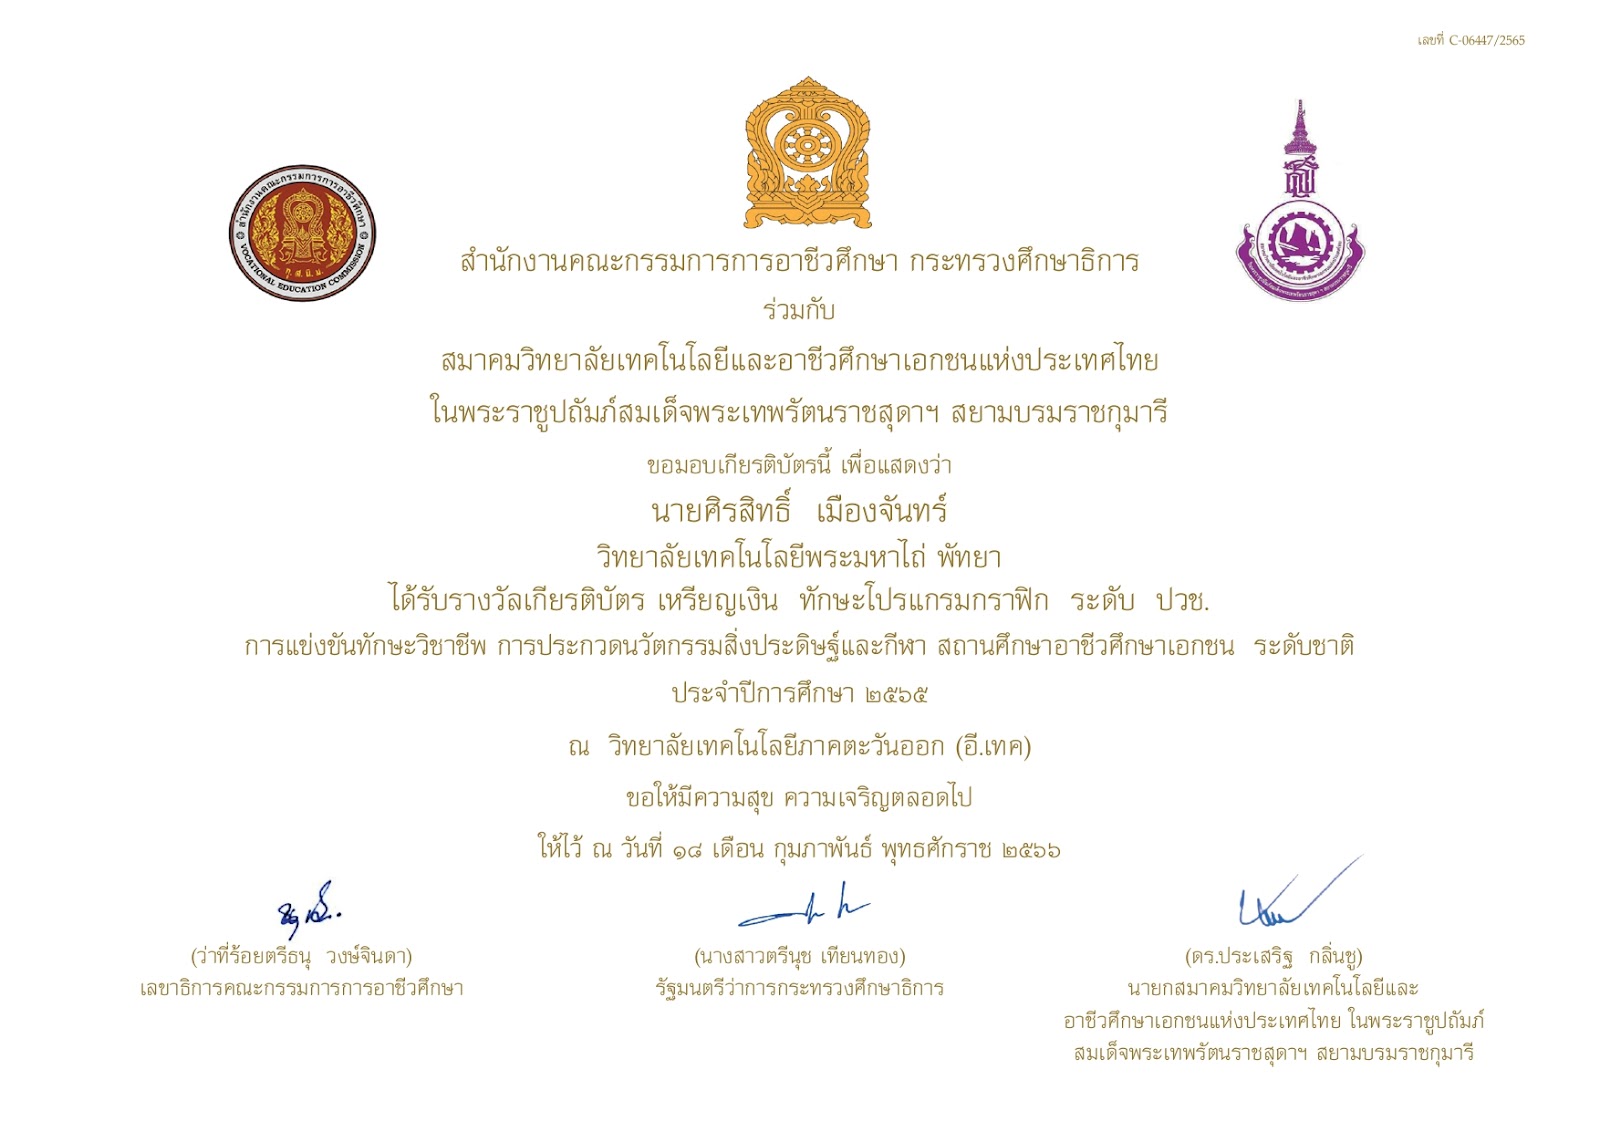 เลขที่ C-06447/2565
สำนักงานคณะกรรมการการอาชีวศึกษา
VOCATIONAL EDUCATION COMMISSION
สำนักงานคณะกรรมการการอาชีวศึกษา กระทรวงศึกษาธิการ
ร่วมกับ
สมาคมวิทยาลัยเทคโนโลยีและอาชีวศึกษาเอกชนแห่งประเทศไทย
ในพระราชูปถัมภ์สมเด็จพระเทพรัตนราชสุดาฯ สยามบรมราชกุมารี
ขอมอบเกียรติบัตรนี้ เพื่อแสดงว่า
นายศิรสิทธิ์ เมืองจันทร์
วิทยาลัยเทคโนโลยีพระมหาไถ่ พัทยา
ได้รับรางวัลเกียรติบัตร เหรียญเงิน ทักษะโปรแกรมกราฟิก ระดับ ปวช.
การแข่งขันทักษะวิชาชีพ การประกวดนวัตกรรมสิ่งประดิษฐ์และกีฬา สถานศึกษาอาชีวศึกษาเอกชน ระดับชาติ
ประจำปีการศึกษา ๒๕๖๕
ณ วิทยาลัยเทคโนโลยีภาคตะวันออก (อี.เทค)
ขอให้มีความสุข ความเจริญตลอดไป
ให้ไว้ ณ วันที่ ๑๘ เดือน กุมภาพันธ์ พุทธศักราช ๒๕๖๖
(ว่าที่ร้อยตรีธนุ วงษ์จินดา)
เลขาธิการคณะกรรมการการอาชีวศึกษา
(นางสาวตรีนุช เทียนทอง)
รัฐมนตรีว่าการกระทรวงศึกษาธิการ
(ดร.ประเสริฐ กลิ่นชู)
นายกสมาคมวิทยาลัยเทคโนโลยีและ
อาชีวศึกษาเอกชนแห่งประเทศไทย ในพระราชูปถัมภ์
สมเด็จพระเทพรัตนราชสุดาฯ สยามบรมราชกุมารี